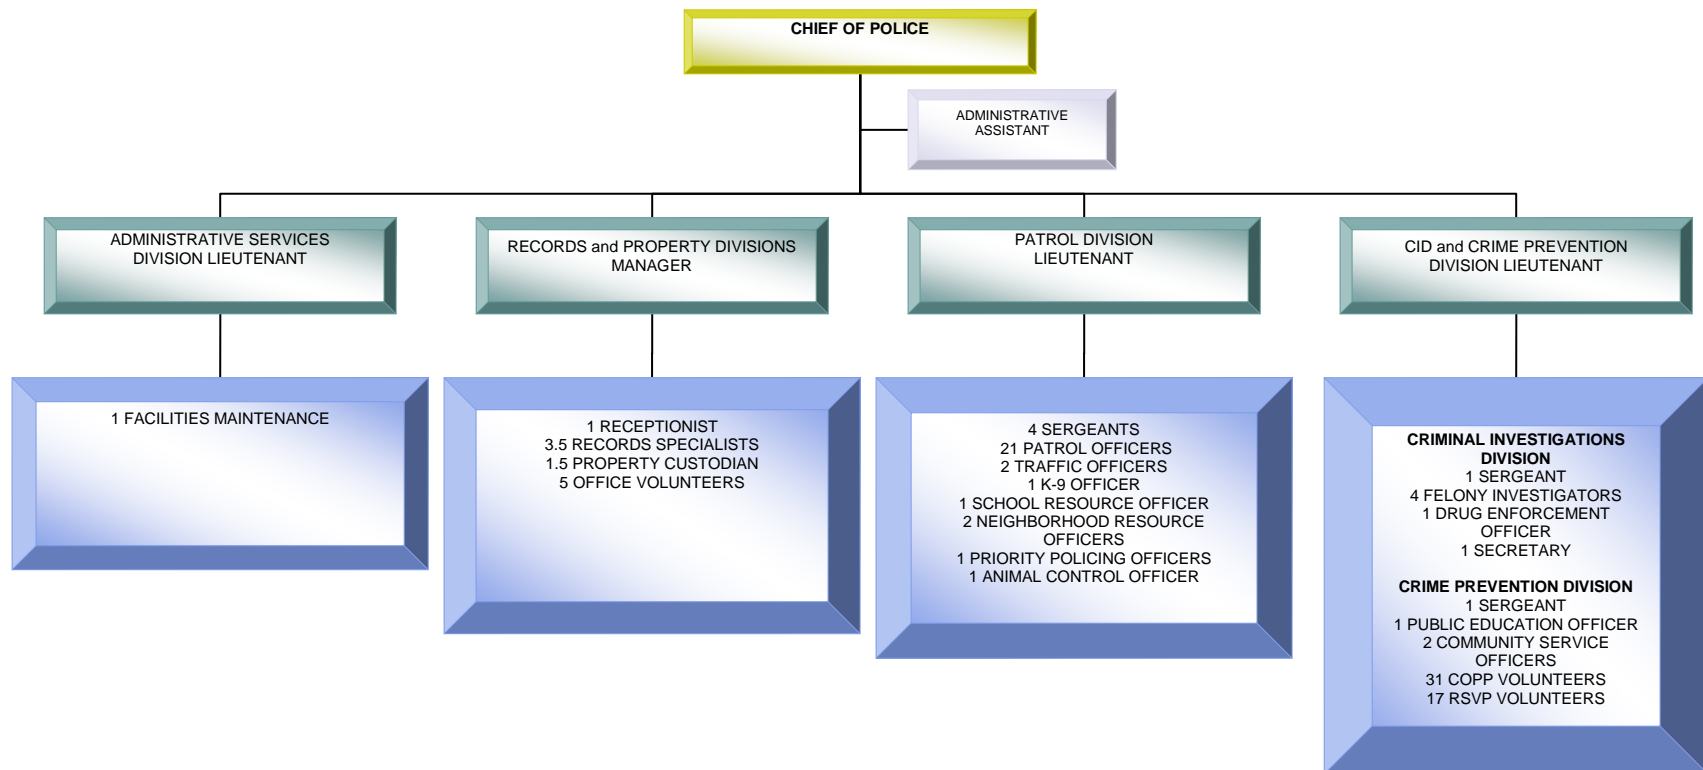 CHIEF OF POLICE
ADMINISTRATIVE
ASSISTANT
ADMINISTRATIVE SERVICES
DIVISION LIEUTENANT
RECORDS and PROPERTY DIVISIONS
MANAGER
PATROL DIVISION
LIEUTENANT
CID and CRIME PREVENTION
DIVISION LIEUTENANT
1 FACILITIES MAINTENANCE
1 RECEPTIONIST
3.5 RECORDS SPECIALISTS
1.5 PROPERTY CUSTODIAN
5 OFFICE VOLUNTEERS
4 SERGEANTS
21 PATROL OFFICERS
2 TRAFFIC OFFICERS
1 K-9 OFFICER
1 SCHOOL RESOURCE OFFICER
2 NEIGHBORHOOD RESOURCE
OFFICERS
1 PRIORITY POLICING OFFICERS
1 ANIMAL CONTROL OFFICER
CRIMINAL INVESTIGATIONS
DIVISION
1 SERGEANT
4 FELONY INVESTIGATORS
1 DRUG ENFORCEMENT
OFFICER
1 SECRETARY
CRIME PREVENTION DIVISION
1 SERGEANT
1 PUBLIC EDUCATION OFFICER
2 COMMUNITY SERVICE
OFFICERS
31 COPP VOLUNTEERS
17 RSVP VOLUNTEERS